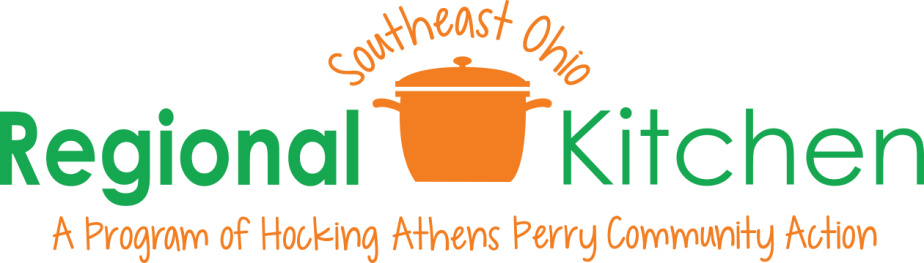 Southeast Ohio
Regional Kitchen
A Program of Hocking Athens Perry Community Action